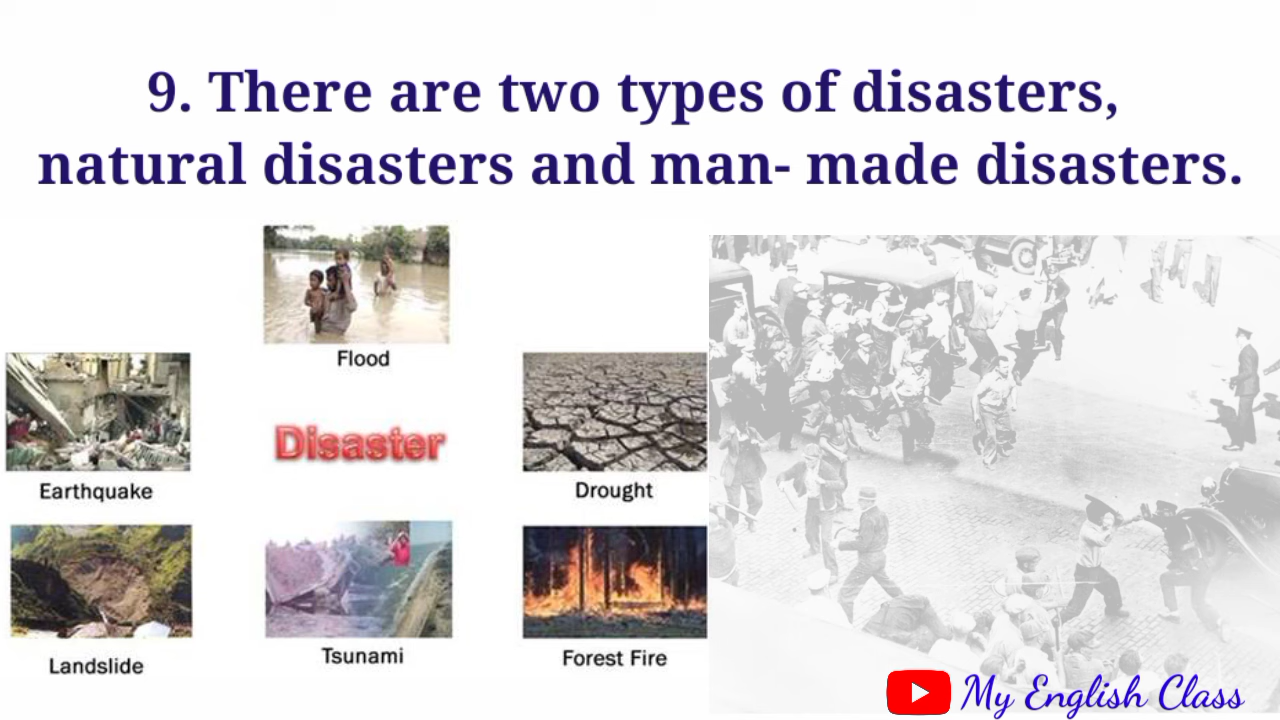 9. There are two types of disasters,
natural disasters and man- made disasters.
Flood
Disaster
Earthquake
Drought
Landslide
Tsunami
Forest Fire
My English Class